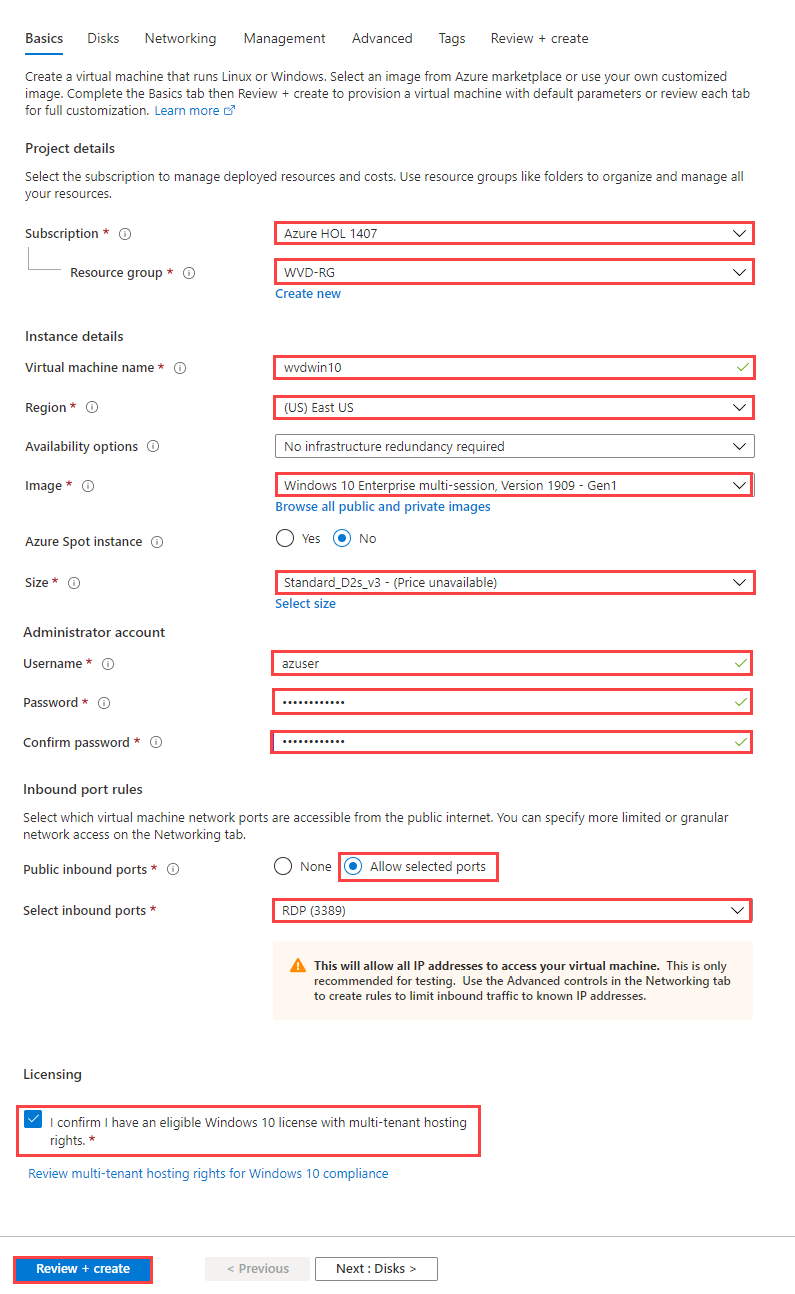 Basics Disks Networking Management Advanced Tags Review + create
Create a virtual machine that runs Linux or Windows. Select an image from Azure marketplace or use your own customized
image. Complete the Basics tab then Review + create to provision a virtual machine with default parameters or review each tab
for full customization. Learn more
Project details
Select the subscription to manage deployed resources and costs. Use resource groups like folders to organize and manage all
your resources.
Subscription * Azure HOL 1407
Resource group * WVD-RG
Create new
Instance details
Virtual machine name * wvdwin10
Region * (US) East US
Availability options No infrastructure redundancy required
Image * Windows 10 Enterprise multi-session, Version 1909 - Gen1
Browse all public and private images
Azure Spot instance Yes No
Size * Standard_D2s_v3 - (Price unavailable)
Select size
Administrator account
Username * azuser
Password * ••••••••••••
Confirm password * ••••••••••••
Inbound port rules
Select which virtual machine network ports are accessible from the public internet. You can specify more limited or granular
network access on the Networking tab.
Public inbound ports * None Allow selected ports
Select inbound ports * RDP (3389)
This will allow all IP addresses to access your virtual machine. This is only
recommended for testing. Use the Advanced controls in the Networking tab
to create rules to limit inbound traffic to known IP addresses.
Licensing
I confirm I have an eligible Windows 10 license with multi-tenant hosting
rights. *
Review multi-tenant hosting rights for Windows 10 compliance
Review + create < Previous Next : Disks >